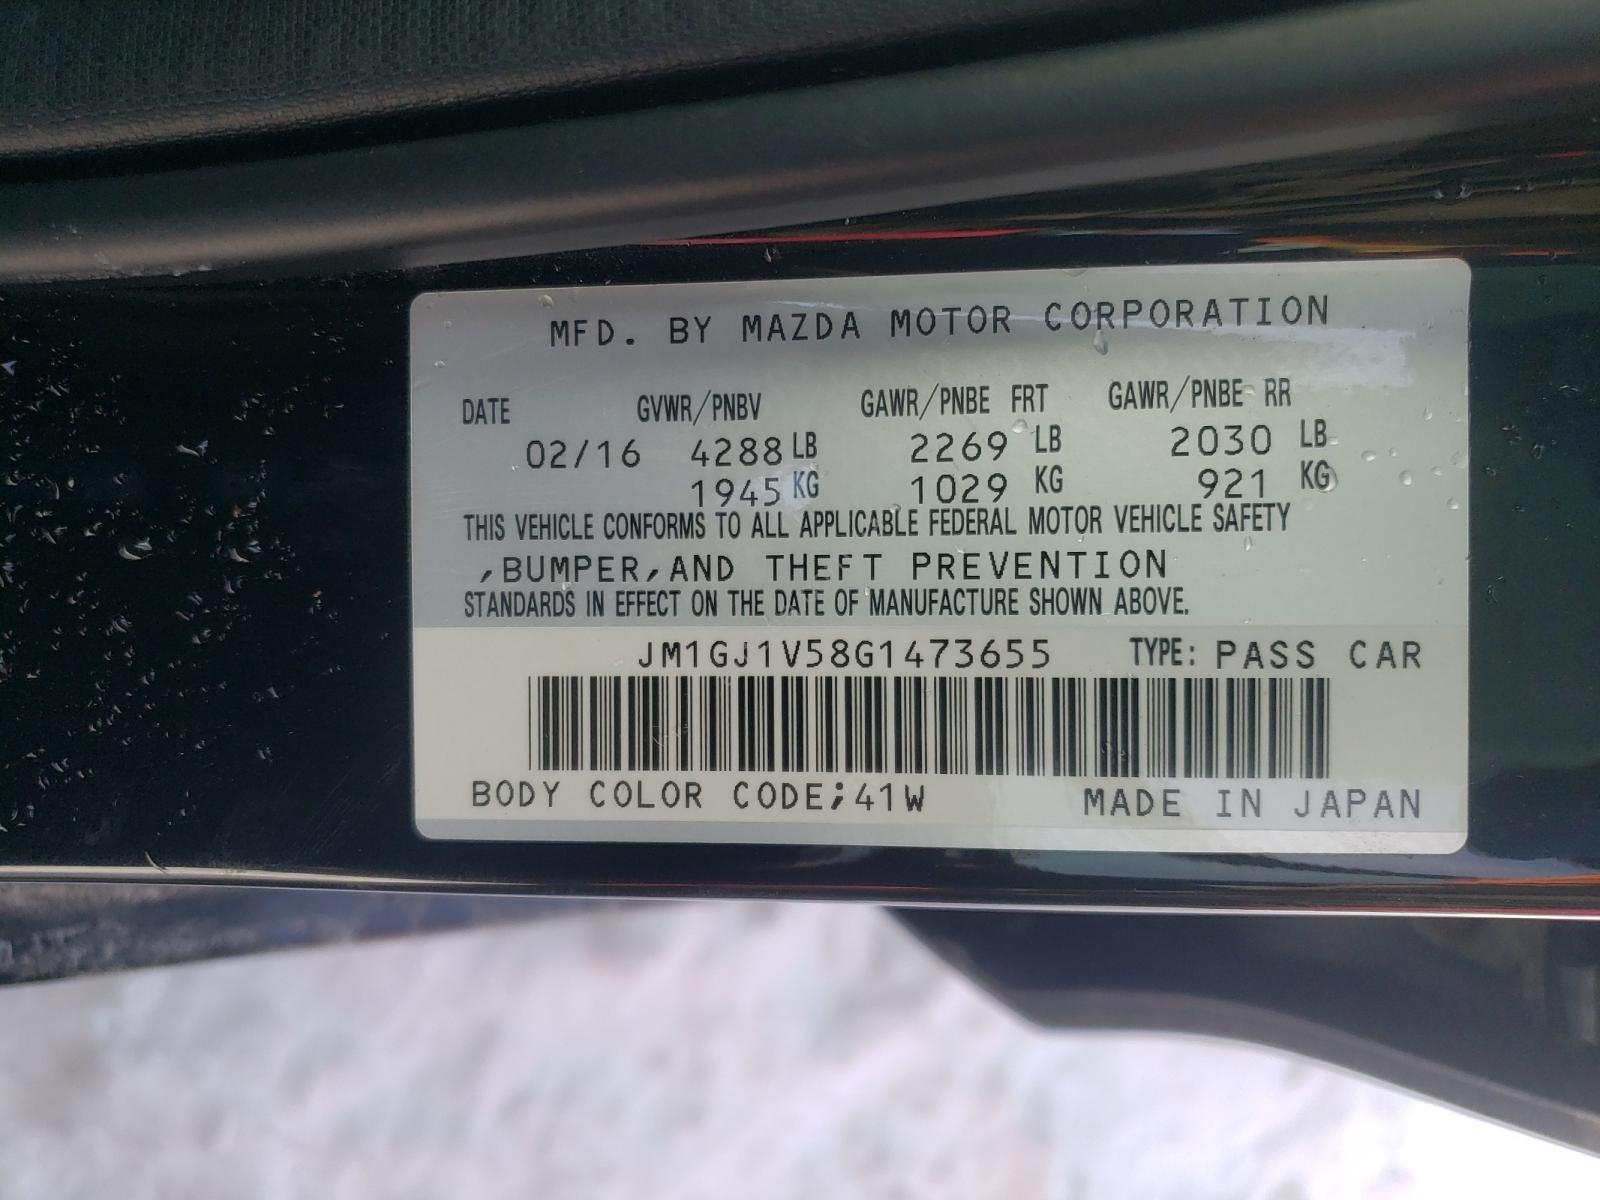 MFD. BY MAZDA MOTOR CORPORATION
DATE GVWR/PNBV GAWR/PNBE FRT GAWR/PNBE RR
02/16 4288 LB 2269 LB 2030 LB
1945 KG 1029 KG 921 KG
THIS VEHICLE CONFORMS TO ALL APPLICABLE FEDERAL MOTOR VEHICLE SAFETY
,BUMPER,AND THEFT PREVENTION
STANDARDS IN EFFECT ON THE DATE OF MANUFACTURE SHOWN ABOVE.
JM1GJ1V58G1473655 TYPE: PASS CAR
BODY COLOR CODE;41W MADE IN JAPAN